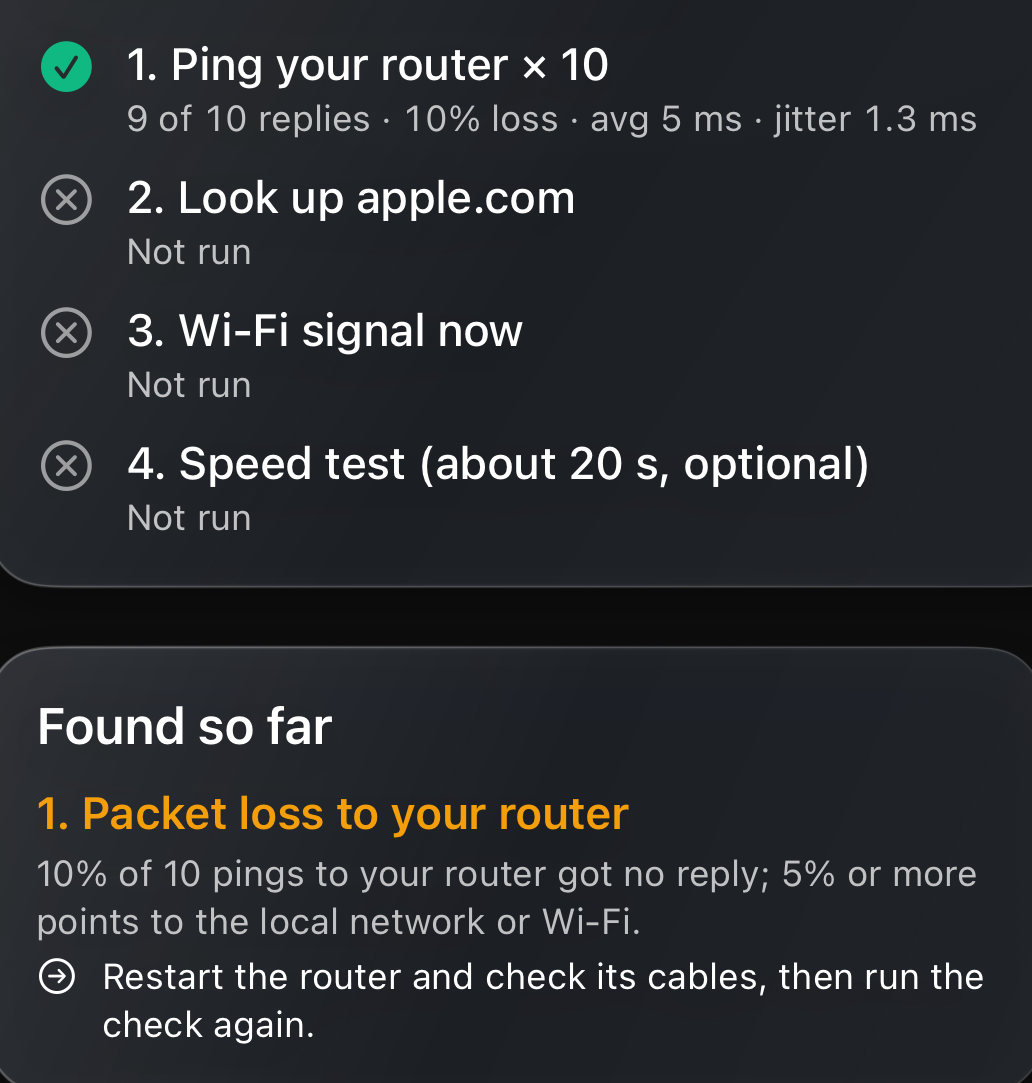 1. Ping your router × 10
9 of 10 replies · 10% loss · avg 5 ms · jitter 1.3 ms
2. Look up apple.com
Not run
3. Wi-Fi signal now
Not run
4. Speed test (about 20 s, optional)
Not run
Found so far
1. Packet loss to your router
10% of 10 pings to your router got no reply; 5% or more
points to the local network or Wi-Fi.
Restart the router and check its cables, then run the
check again.